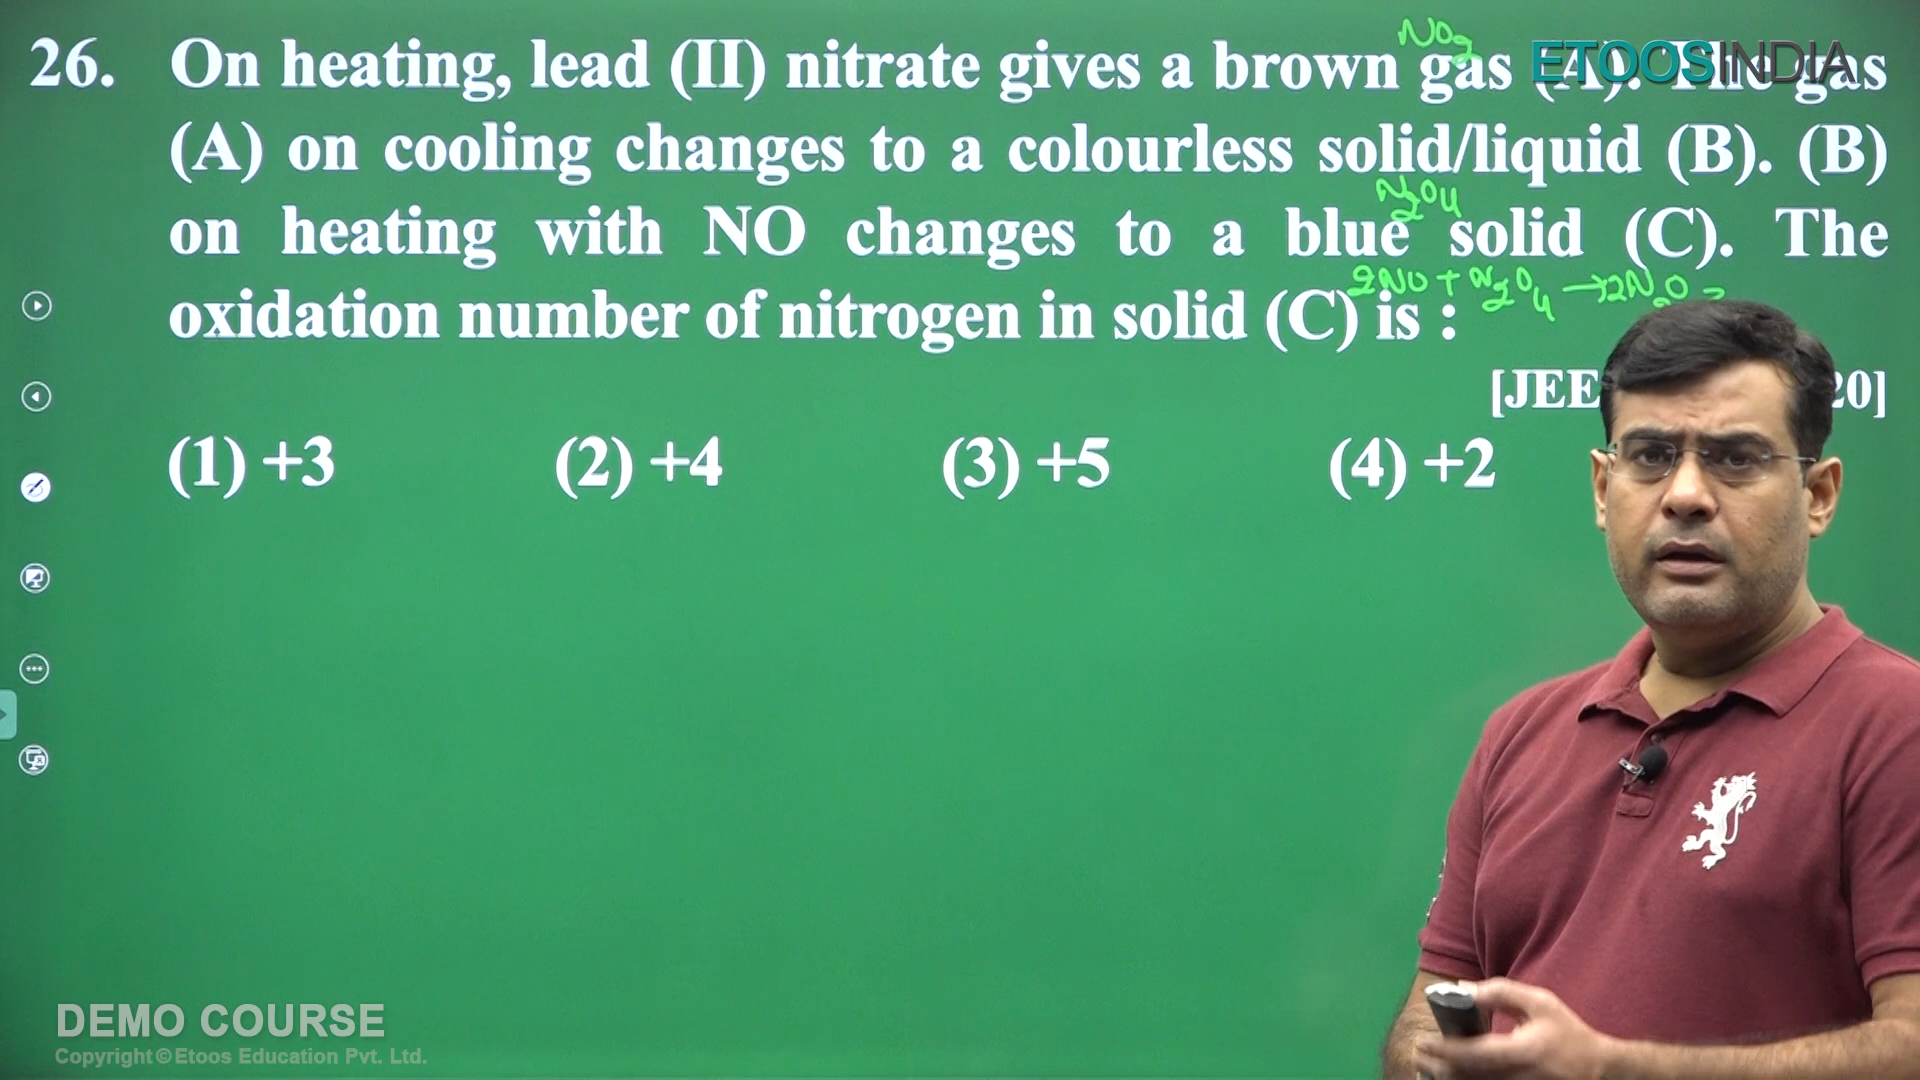 NO2
26. On heating, lead (II) nitrate gives a brown gas (A). The gas
ETOOSINDIA
(A) on cooling changes to a colourless solid/liquid (B). (B)
N2O4
on heating with NO changes to a blue solid (C). The
2NO + N2O4 → 2N2O3
oxidation number of nitrogen in solid (C) is :
[JEE 20]
(1) +3 (2) +4 (3) +5 (4) +2
DEMO COURSE
Copyright © Etoos Education Pvt. Ltd.